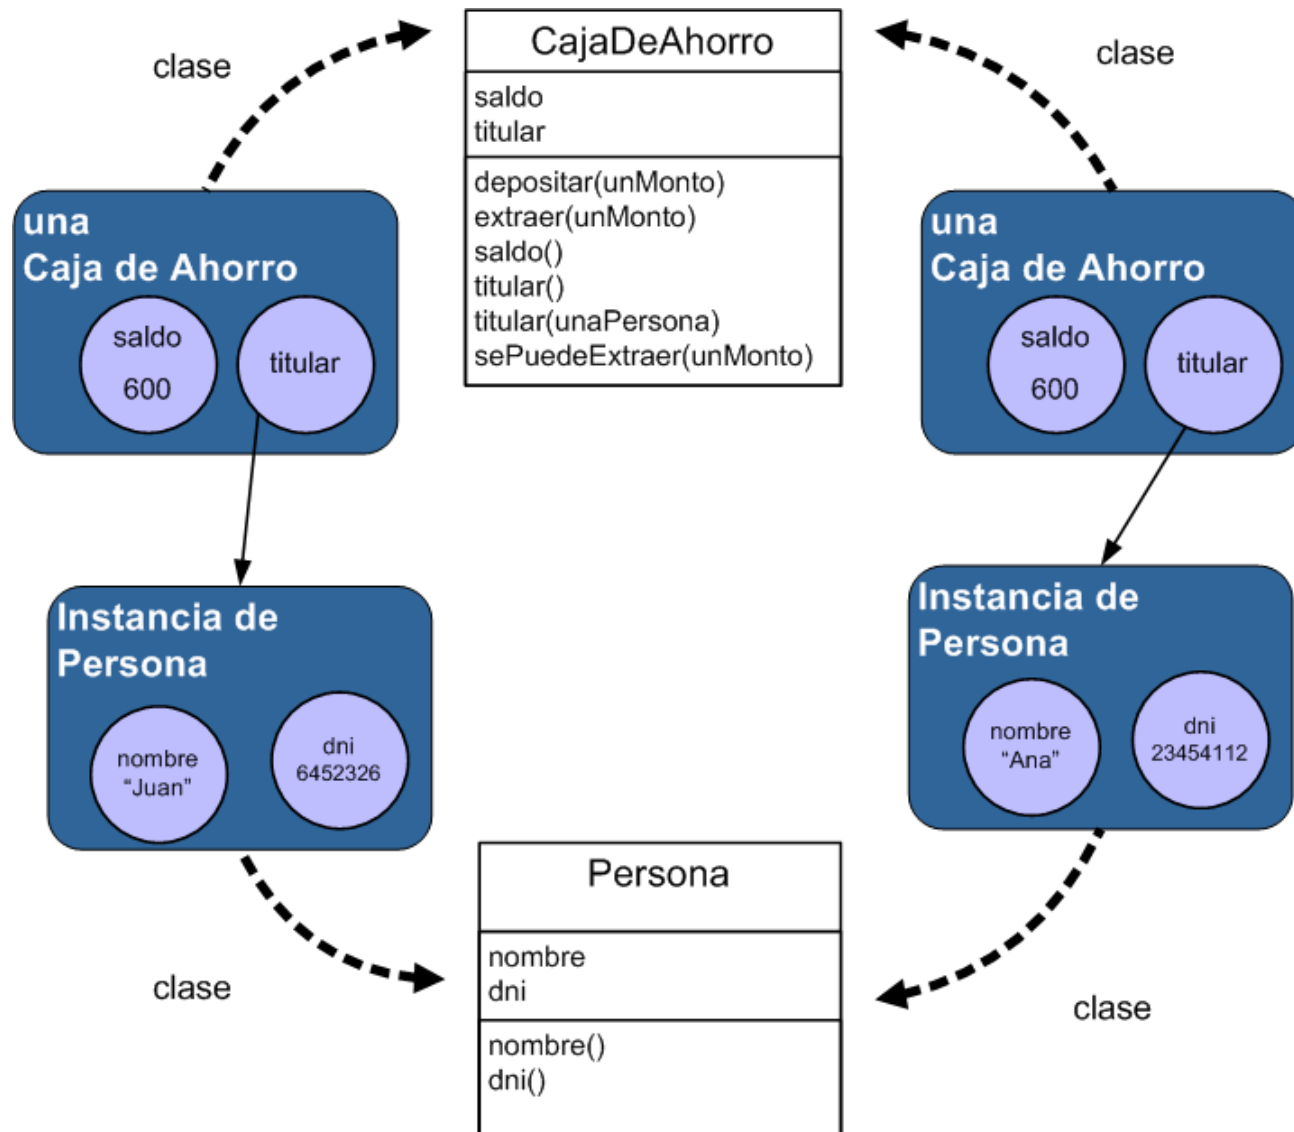 clase
CajaDeAhorro
clase
saldo
titular
depositar(unMonto)
extraer(unMonto)
saldo()
titular()
titular(unaPersona)
sePuedeExtraer(unMonto)
una
Caja de Ahorro
saldo
600
titular
una
Caja de Ahorro
saldo
600
titular
Instancia de
Persona
nombre
“Juan”
dni
6452326
Instancia de
Persona
nombre
“Ana”
dni
23454112
clase
Persona
nombre
dni
nombre()
dni()
clase